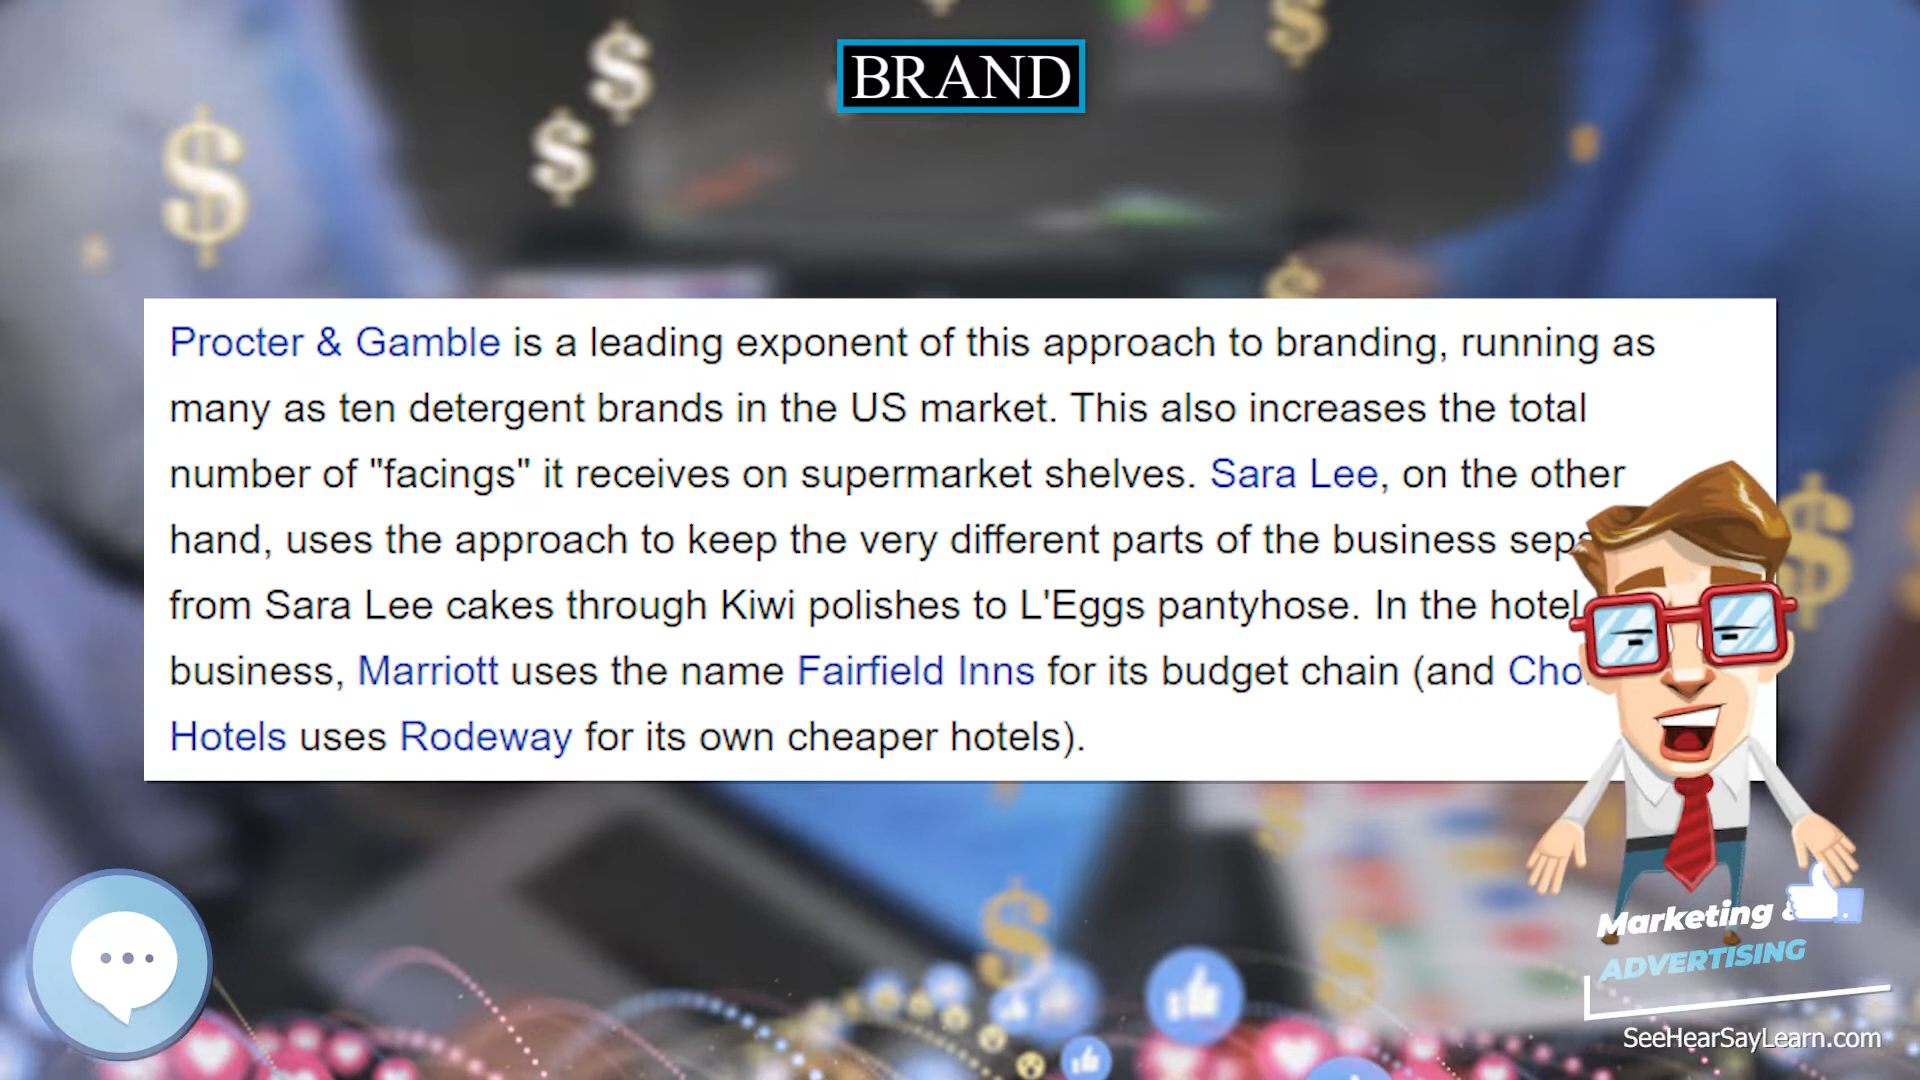 BRAND
Procter & Gamble is a leading exponent of this approach to branding, running as
many as ten detergent brands in the US market. This also increases the total
number of "facings" it receives on supermarket shelves. Sara Lee, on the other
hand, uses the approach to keep the very different parts of the business
from Sara Lee cakes through Kiwi polishes to L'Eggs pantyhose. In the hotel
business, Marriott uses the name Fairfield Inns for its budget chain (and
Hotels uses Rodeway for its own cheaper hotels).
Marketing &
ADVERTISING
SeeHearSayLearn.com